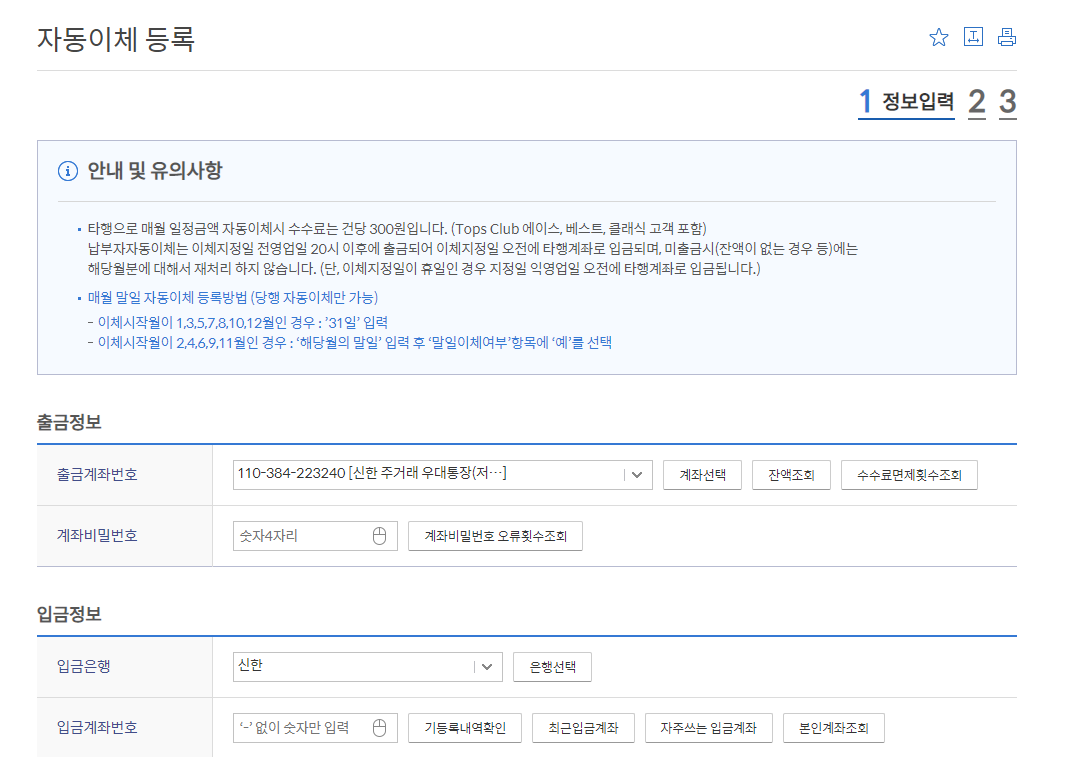 자동이체 등록
1 정보입력 2 3
안내 및 유의사항
타행으로 매월 일정금액 자동이체시 수수료는 건당 300원입니다. (Tops Club 에이스, 베스트, 클래식 고객 포함)
납부자자동이체는 이체지정일 전영업일 20시 이후에 출금되어 이체지정일 오전에 타행계좌로 입금되며, 미출금시(잔액이 없는 경우 등)에는
해당월분에 대해서 재처리 하지 않습니다. (단, 이체지정일이 휴일인 경우 지정일 익영업일 오전에 타행계좌로 입금됩니다.)
매월 말일 자동이체 등록방법 (당행 자동이체만 가능)
- 이체시작월이 1,3,5,7,8,10,12월인 경우 : ’31일’ 입력
- 이체시작월이 2,4,6,9,11월인 경우 : ‘해당월의 말일’ 입력 후 ‘말일이체여부’항목에 ‘예’를 선택
출금정보
출금계좌번호 110-384-223240 [신한 주거래 우대통장(저…] 계좌선택 잔액조회 수수료면제횟수조회
계좌비밀번호 숫자4자리 계좌비밀번호 오류횟수조회
입금정보
입금은행 신한 은행선택
입금계좌번호 ‘-’ 없이 숫자만 입력 기등록내역확인 최근입금계좌 자주쓰는 입금계좌 본인계좌조회